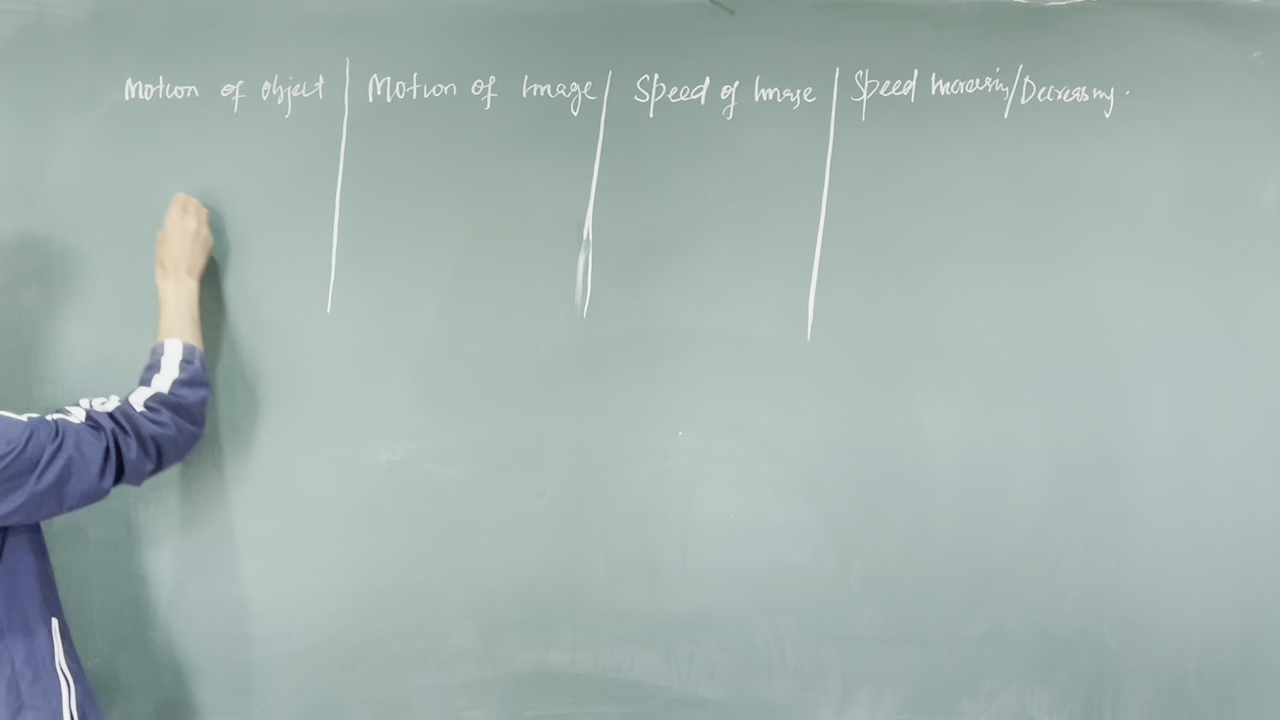 Motion of object | Motion of Image | Speed of Image | Speed Increasing/Decreasing.